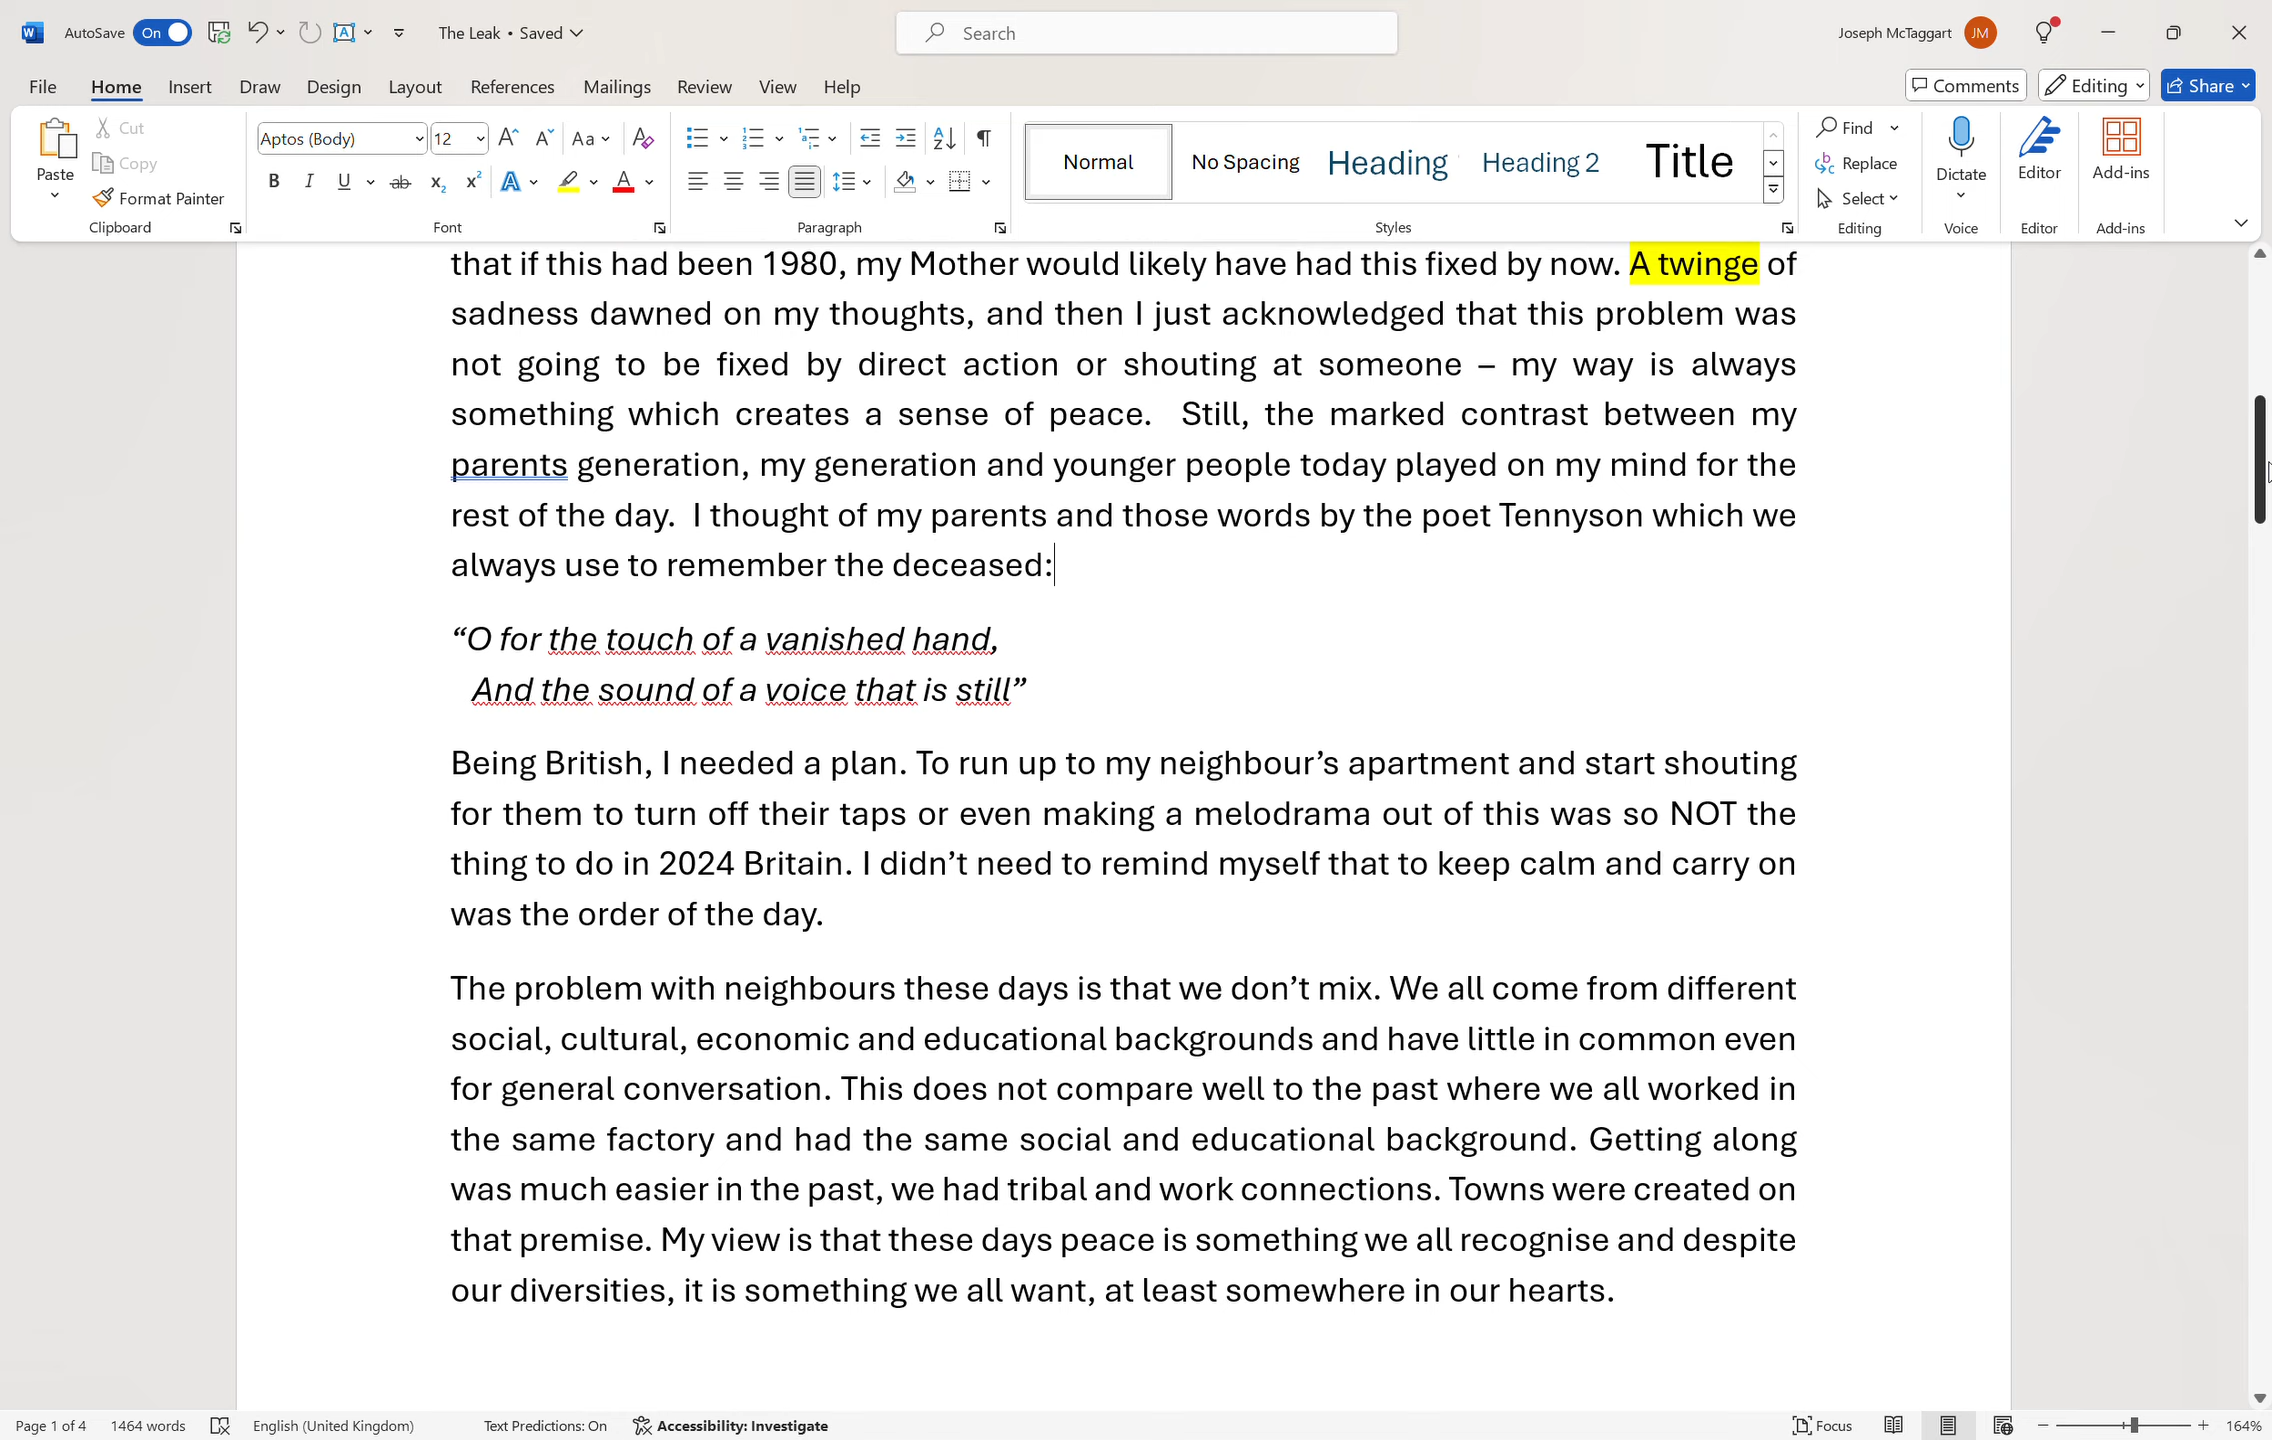 AutoSave On The Leak • Saved Search Joseph McTaggart JM
File Home Insert Draw Design Layout References Mailings Review View Help Comments Editing Share
Paste Cut Copy Format Painter Clipboard
Aptos (Body) 12 Font
Paragraph
Normal No Spacing Heading Heading 2 Title Styles
Find Replace Select Editing
Dictate Voice
Editor Editor
Add-ins Add-ins
that if this had been 1980, my Mother would likely have had this fixed by now. A twinge of
sadness dawned on my thoughts, and then I just acknowledged that this problem was
not going to be fixed by direct action or shouting at someone – my way is always
something which creates a sense of peace.  Still, the marked contrast between my
parents generation, my generation and younger people today played on my mind for the
rest of the day.  I thought of my parents and those words by the poet Tennyson which we
always use to remember the deceased:
“O for the touch of a vanished hand,
And the sound of a voice that is still”
Being British, I needed a plan. To run up to my neighbour’s apartment and start shouting
for them to turn off their taps or even making a melodrama out of this was so NOT the
thing to do in 2024 Britain. I didn’t need to remind myself that to keep calm and carry on
was the order of the day.
The problem with neighbours these days is that we don’t mix. We all come from different
social, cultural, economic and educational backgrounds and have little in common even
for general conversation. This does not compare well to the past where we all worked in
the same factory and had the same social and educational background. Getting along
was much easier in the past, we had tribal and work connections. Towns were created on
that premise. My view is that these days peace is something we all recognise and despite
our diversities, it is something we all want, at least somewhere in our hearts.
Page 1 of 4 1464 words English (United Kingdom) Text Predictions: On Accessibility: Investigate Focus 164%